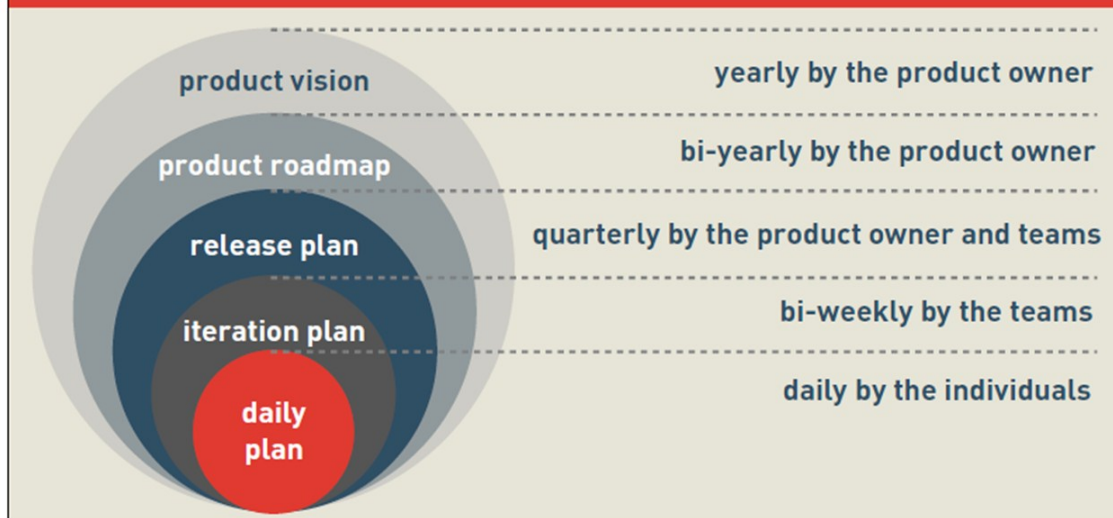 product vision
yearly by the product owner
product roadmap
bi-yearly by the product owner
release plan
quarterly by the product owner and teams
iteration plan
bi-weekly by the teams
daily
plan
daily by the individuals